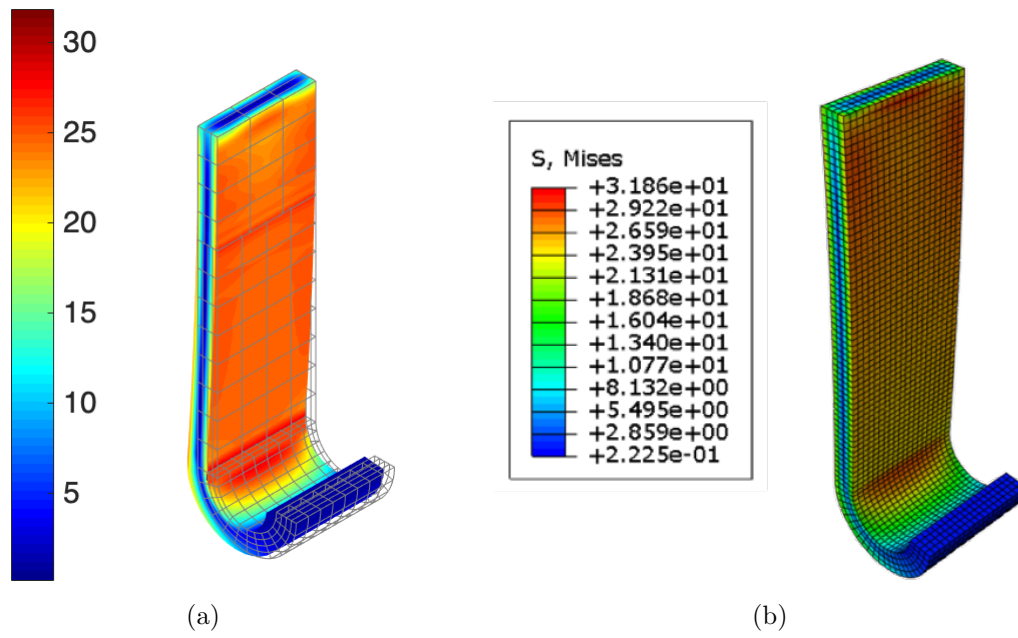 30
25
20
15
10
5
(a)
S, Mises
+3.186e+01
+2.922e+01
+2.659e+01
+2.395e+01
+2.131e+01
+1.868e+01
+1.604e+01
+1.340e+01
+1.077e+01
+8.132e+00
+5.495e+00
+2.859e+00
+2.225e-01
(b)